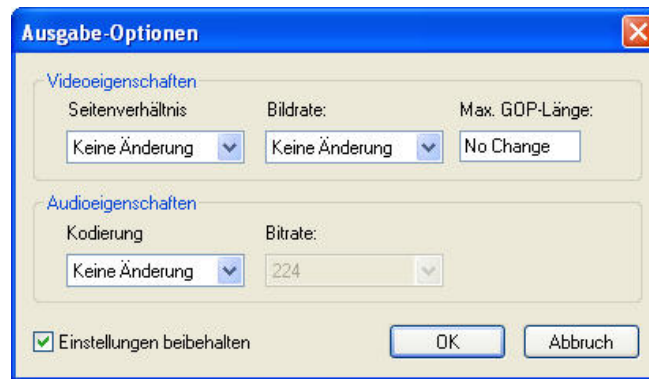 Ausgabe-Optionen
Videoeigenschaften
Seitenverhältnis Bildrate: Max. GOP-Länge:
Keine Änderung Keine Änderung No Change
Audioeigenschaften
Kodierung Bitrate:
Keine Änderung 224
Einstellungen beibehalten OK Abbruch